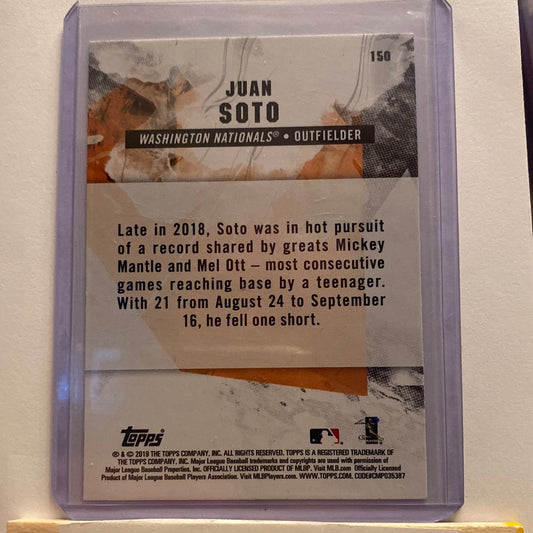 150
JUAN
SOTO
WASHINGTON NATIONALS® • OUTFIELDER
Late in 2018, Soto was in hot pursuit
of a record shared by greats Mickey
Mantle and Mel Ott – most consecutive
games reaching base by a teenager.
With 21 from August 24 to September
16, he fell one short.
Topps
® & © 2019 THE TOPPS COMPANY, INC. ALL RIGHTS RESERVED. TOPPS IS A REGISTERED TRADEMARK OF
THE TOPPS COMPANY, INC. Major League Baseball trademarks and copyrights are used with permission of
Major League Baseball Properties, Inc. OFFICIALLY LICENSED PRODUCT OF MLBP. Visit MLB.com Officially Licensed
Product of Major League Baseball Players Association. Visit MLBPlayers.com. WWW.TOPPS.COM. CODE#CMP035387